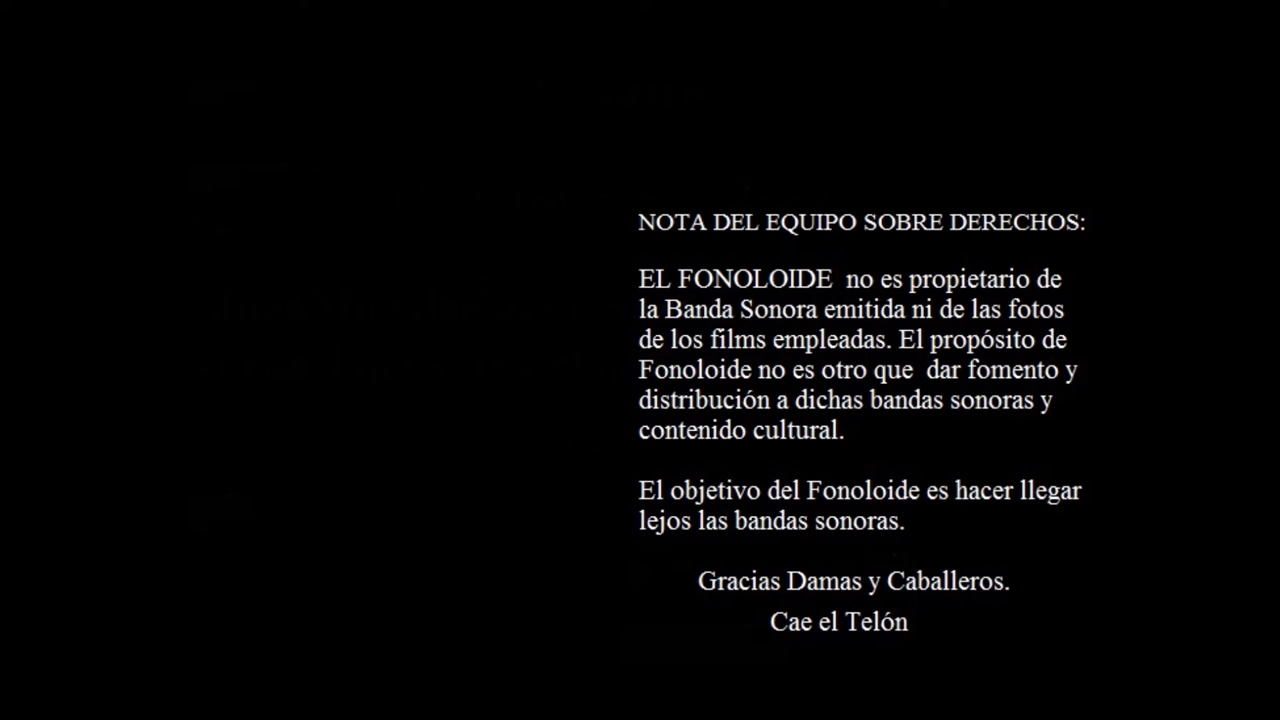 NOTA DEL EQUIPO SOBRE DERECHOS:
EL FONOLOIDE  no es propietario de
la Banda Sonora emitida ni de las fotos
de los films empleadas. El propósito de
Fonoloide no es otro que  dar fomento y
distribución a dichas bandas sonoras y
contenido cultural.
El objetivo del Fonoloide es hacer llegar
lejos las bandas sonoras.
Gracias Damas y Caballeros.
Cae el Telón